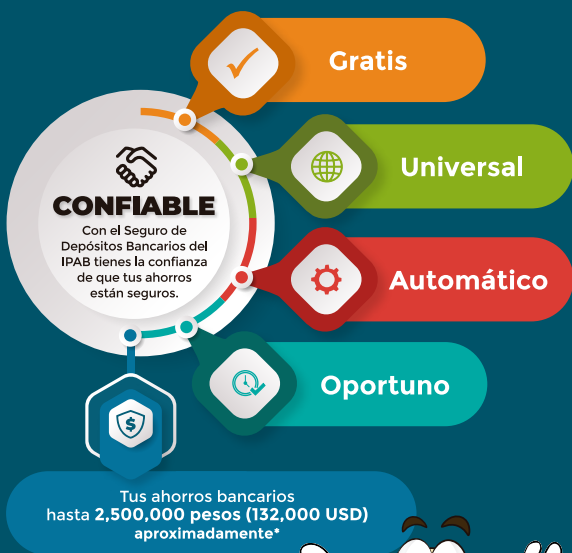 Gratis
Universal
Automático
Oportuno
CONFIABLE
Con el Seguro de
Depósitos Bancarios del
IPAB tienes la confianza
de que tus ahorros
están seguros.
$
Tus ahorros bancarios
hasta 2,500,000 pesos (132,000 USD)
aproximadamente*